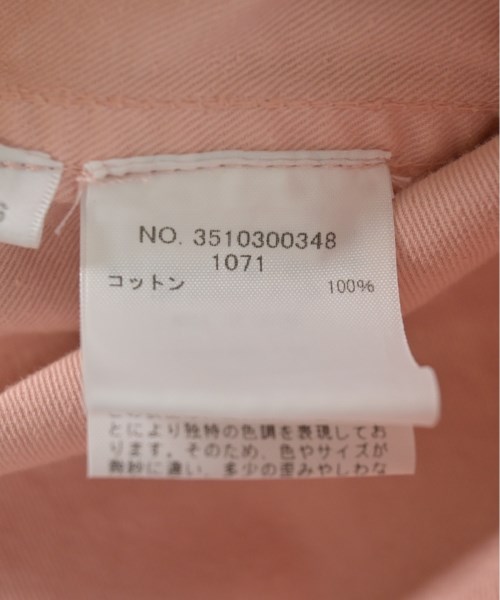 NO. 3510300348
1071
コットン 100%
とにより独特の色調を表現してお
ります。そのため、色やサイズが
微妙に違い、多少の歪みやしわな